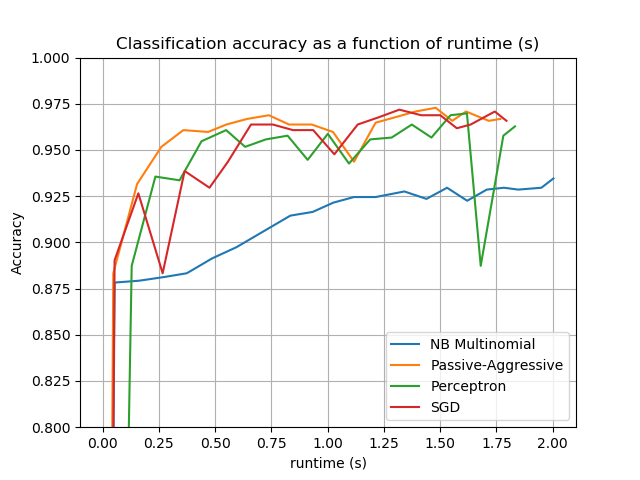 Classification accuracy as a function of runtime (s)
1.000
0.975
0.950
0.925
0.900
0.875
0.850
0.825
0.800
Accuracy
NB Multinomial
Passive-Aggressive
Perceptron
SGD
0.00 0.25 0.50 0.75 1.00 1.25 1.50 1.75 2.00
runtime (s)